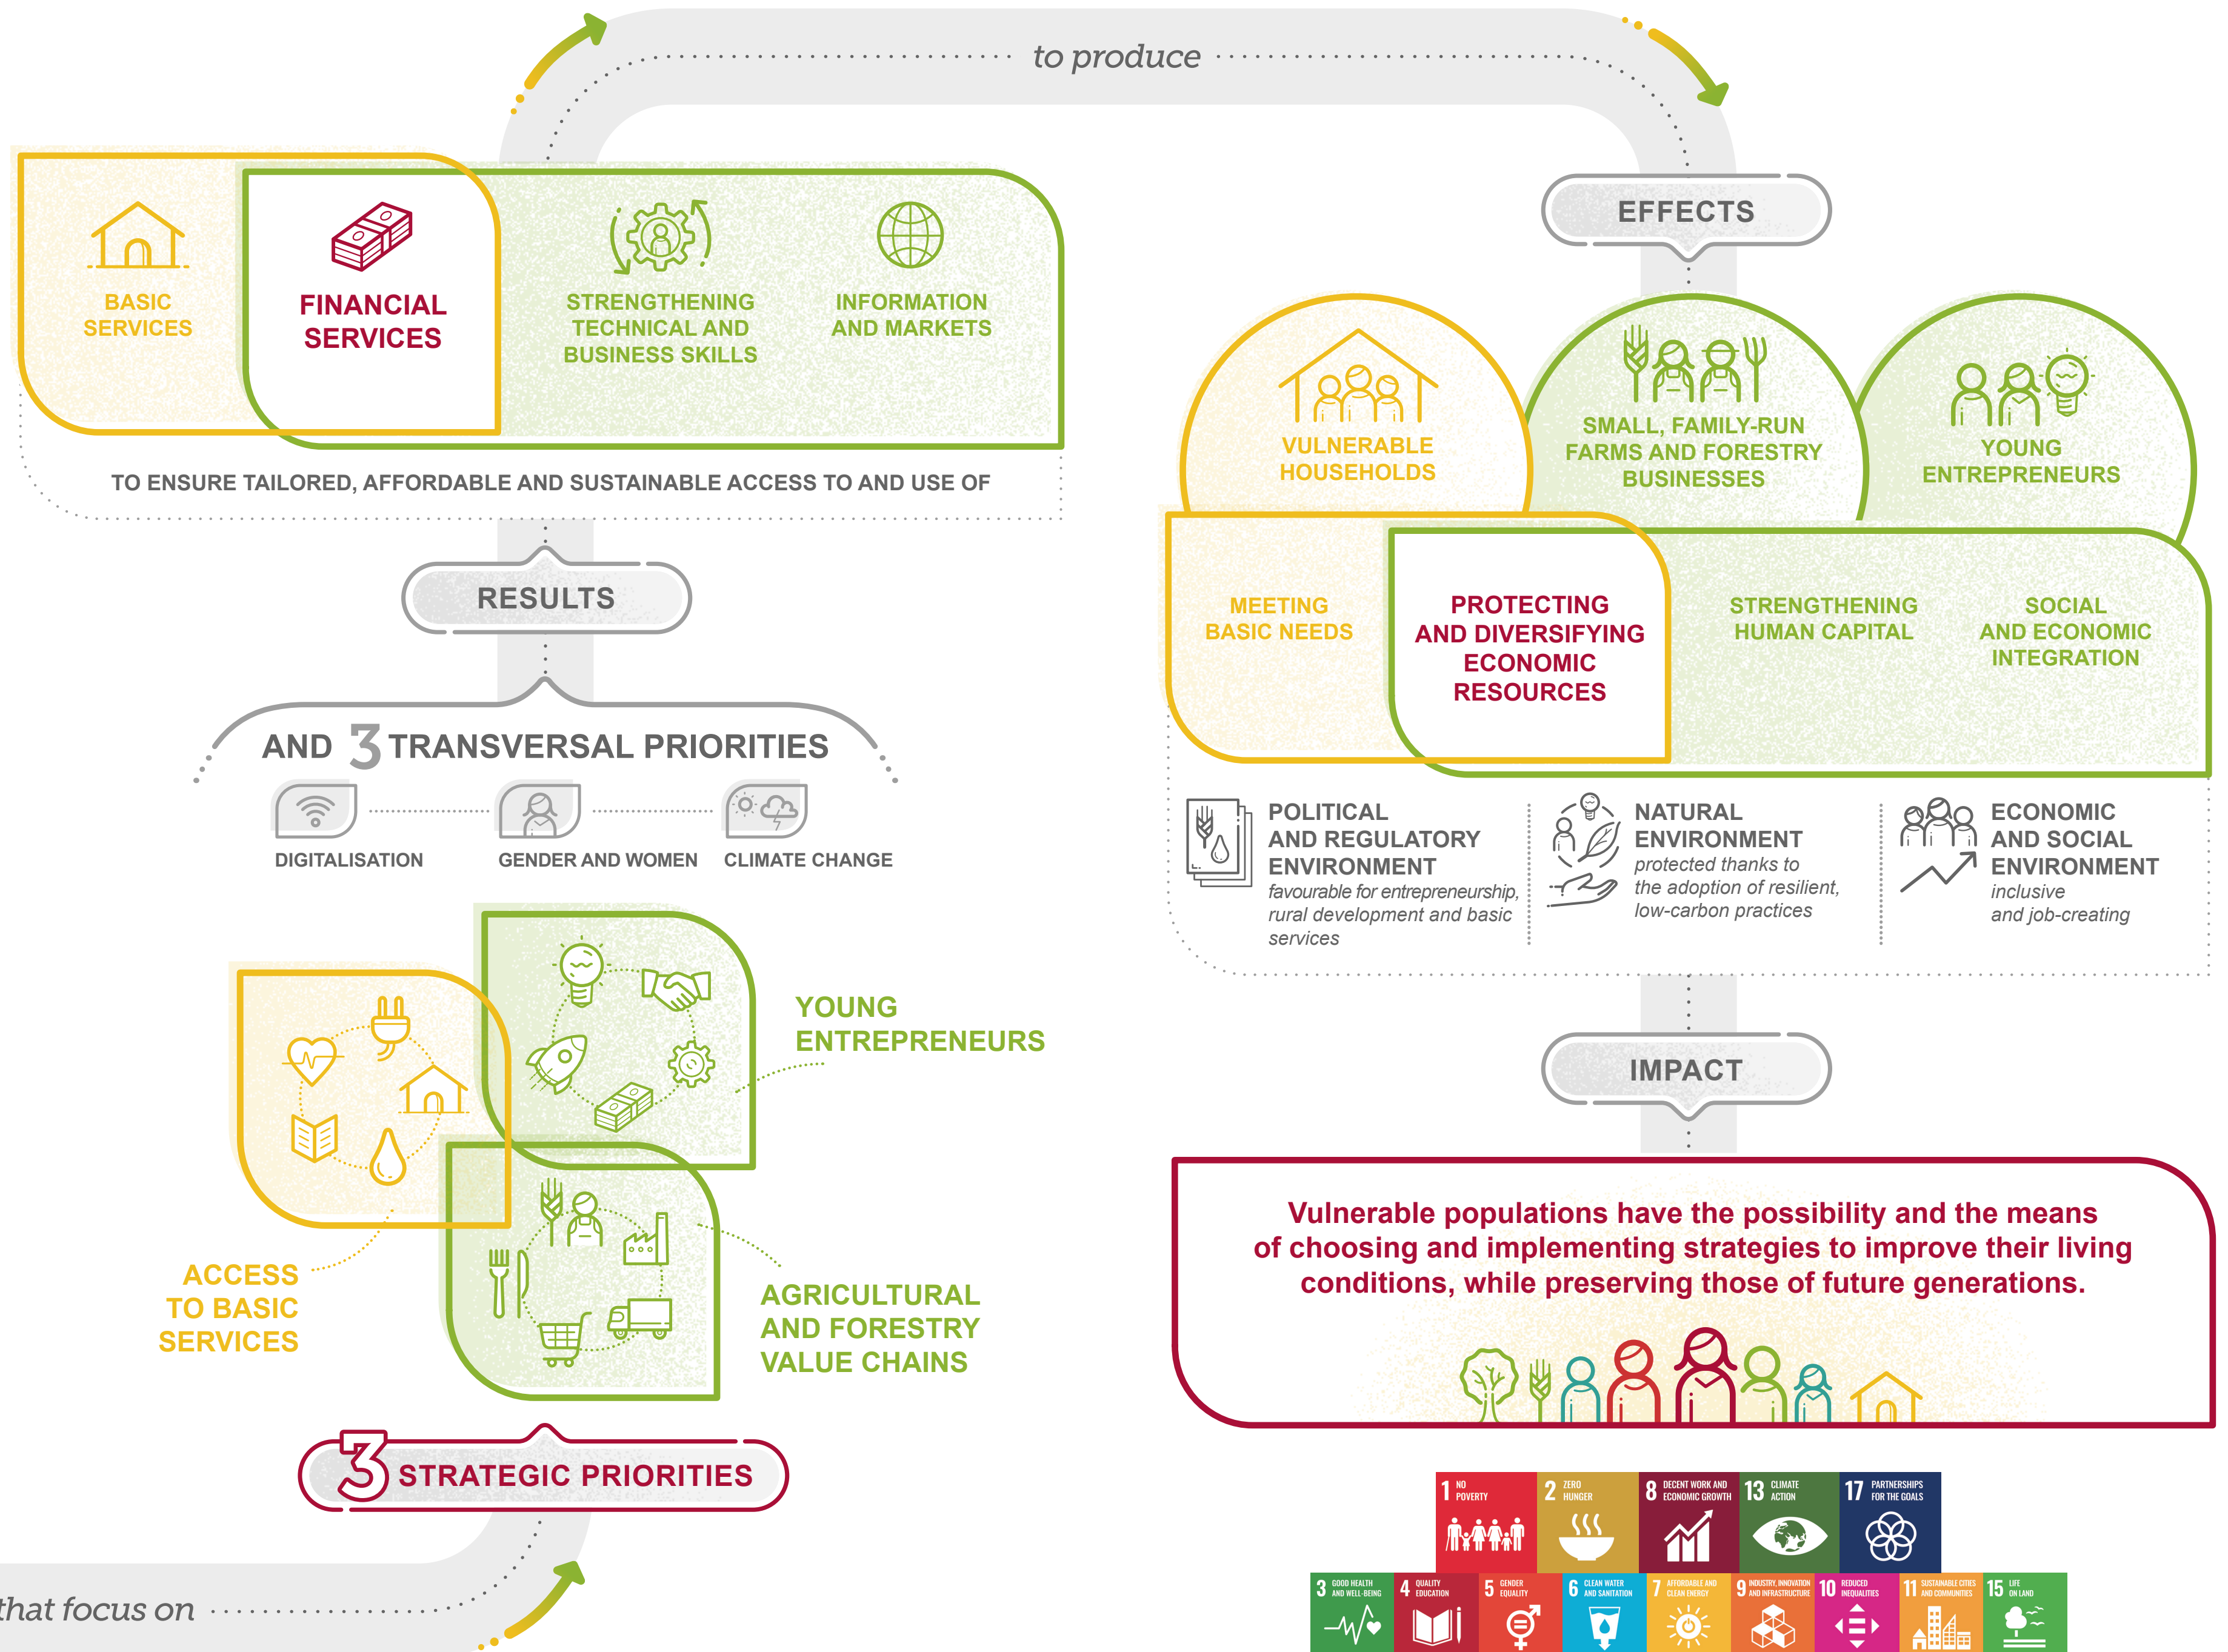 to produce
BASIC
SERVICES
FINANCIAL
SERVICES
STRENGTHENING
TECHNICAL AND
BUSINESS SKILLS
INFORMATION
AND MARKETS
TO ENSURE TAILORED, AFFORDABLE AND SUSTAINABLE ACCESS TO AND USE OF
RESULTS
AND 3 TRANSVERSAL PRIORITIES
DIGITALISATION
GENDER AND WOMEN
CLIMATE CHANGE
YOUNG
ENTREPRENEURS
ACCESS
TO BASIC
SERVICES
AGRICULTURAL
AND FORESTRY
VALUE CHAINS
3 STRATEGIC PRIORITIES
that focus on
EFFECTS
VULNERABLE
HOUSEHOLDS
SMALL, FAMILY-RUN
FARMS AND FORESTRY
BUSINESSES
YOUNG
ENTREPRENEURS
MEETING
BASIC NEEDS
PROTECTING
AND DIVERSIFYING
ECONOMIC
RESOURCES
STRENGTHENING
HUMAN CAPITAL
SOCIAL
AND ECONOMIC
INTEGRATION
POLITICAL
AND REGULATORY
ENVIRONMENT
favourable for entrepreneurship,
rural development and basic
services
NATURAL
ENVIRONMENT
protected thanks to
the adoption of resilient,
low-carbon practices
ECONOMIC
AND SOCIAL
ENVIRONMENT
inclusive
and job-creating
IMPACT
Vulnerable populations have the possibility and the means
of choosing and implementing strategies to improve their living
conditions, while preserving those of future generations.
1 NO
POVERTY
2 ZERO
HUNGER
8 DECENT WORK AND
ECONOMIC GROWTH
13 CLIMATE
ACTION
17 PARTNERSHIPS
FOR THE GOALS
3 GOOD HEALTH
AND WELL-BEING
4 QUALITY
EDUCATION
5 GENDER
EQUALITY
6 CLEAN WATER
AND SANITATION
7 AFFORDABLE AND
CLEAN ENERGY
9 INDUSTRY, INNOVATION
AND INFRASTRUCTURE
10 REDUCED
INEQUALITIES
11 SUSTAINABLE CITIES
AND COMMUNITIES
15 LIFE
ON LAND